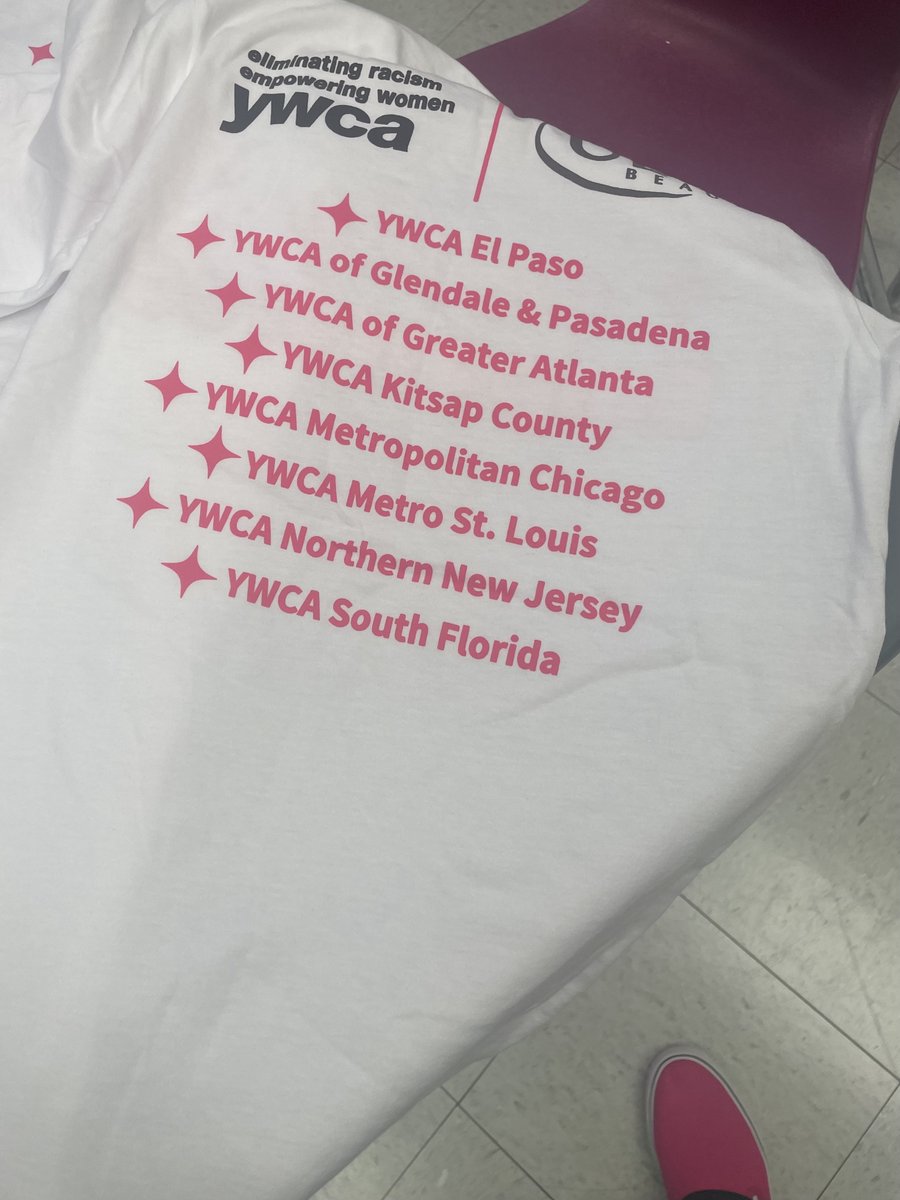 eliminating racism
empowering women
ywca
YWCA El Paso
YWCA of Glendale & Pasadena
YWCA of Greater Atlanta
YWCA Kitsap County
YWCA Metropolitan Chicago
YWCA Metro St. Louis
YWCA Northern New Jersey
YWCA South Florida